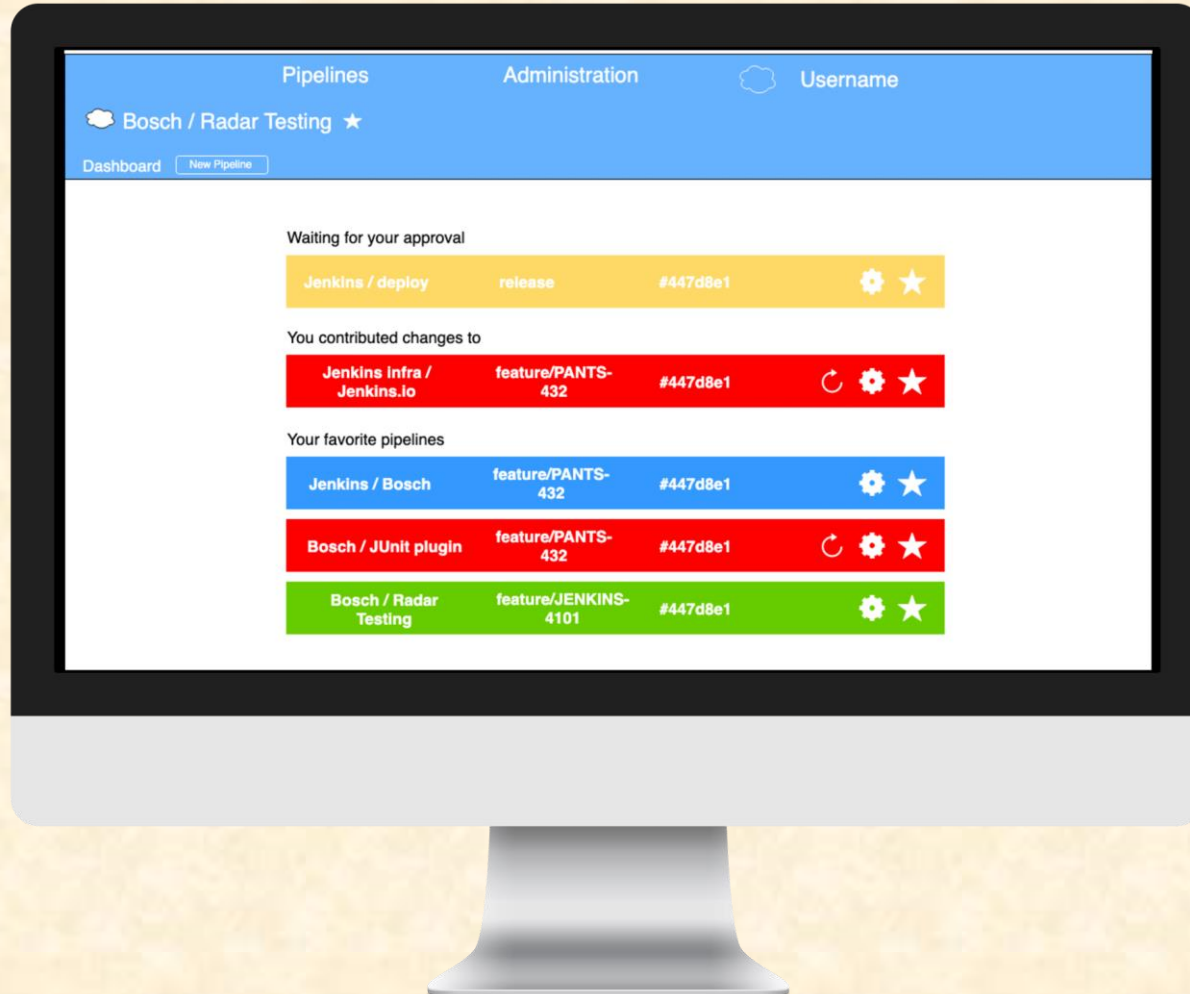 Pipelines Administration Username
Bosch / Radar Testing
Dashboard New Pipeline
Waiting for your approval
Jenkins / deploy release #447d8e1
You contributed changes to
Jenkins infra / Jenkins.io feature/PANTS-432 #447d8e1
Your favorite pipelines
Jenkins / Bosch feature/PANTS-432 #447d8e1
Bosch / JUnit plugin feature/PANTS-432 #447d8e1
Bosch / Radar Testing feature/JENKINS-4101 #447d8e1